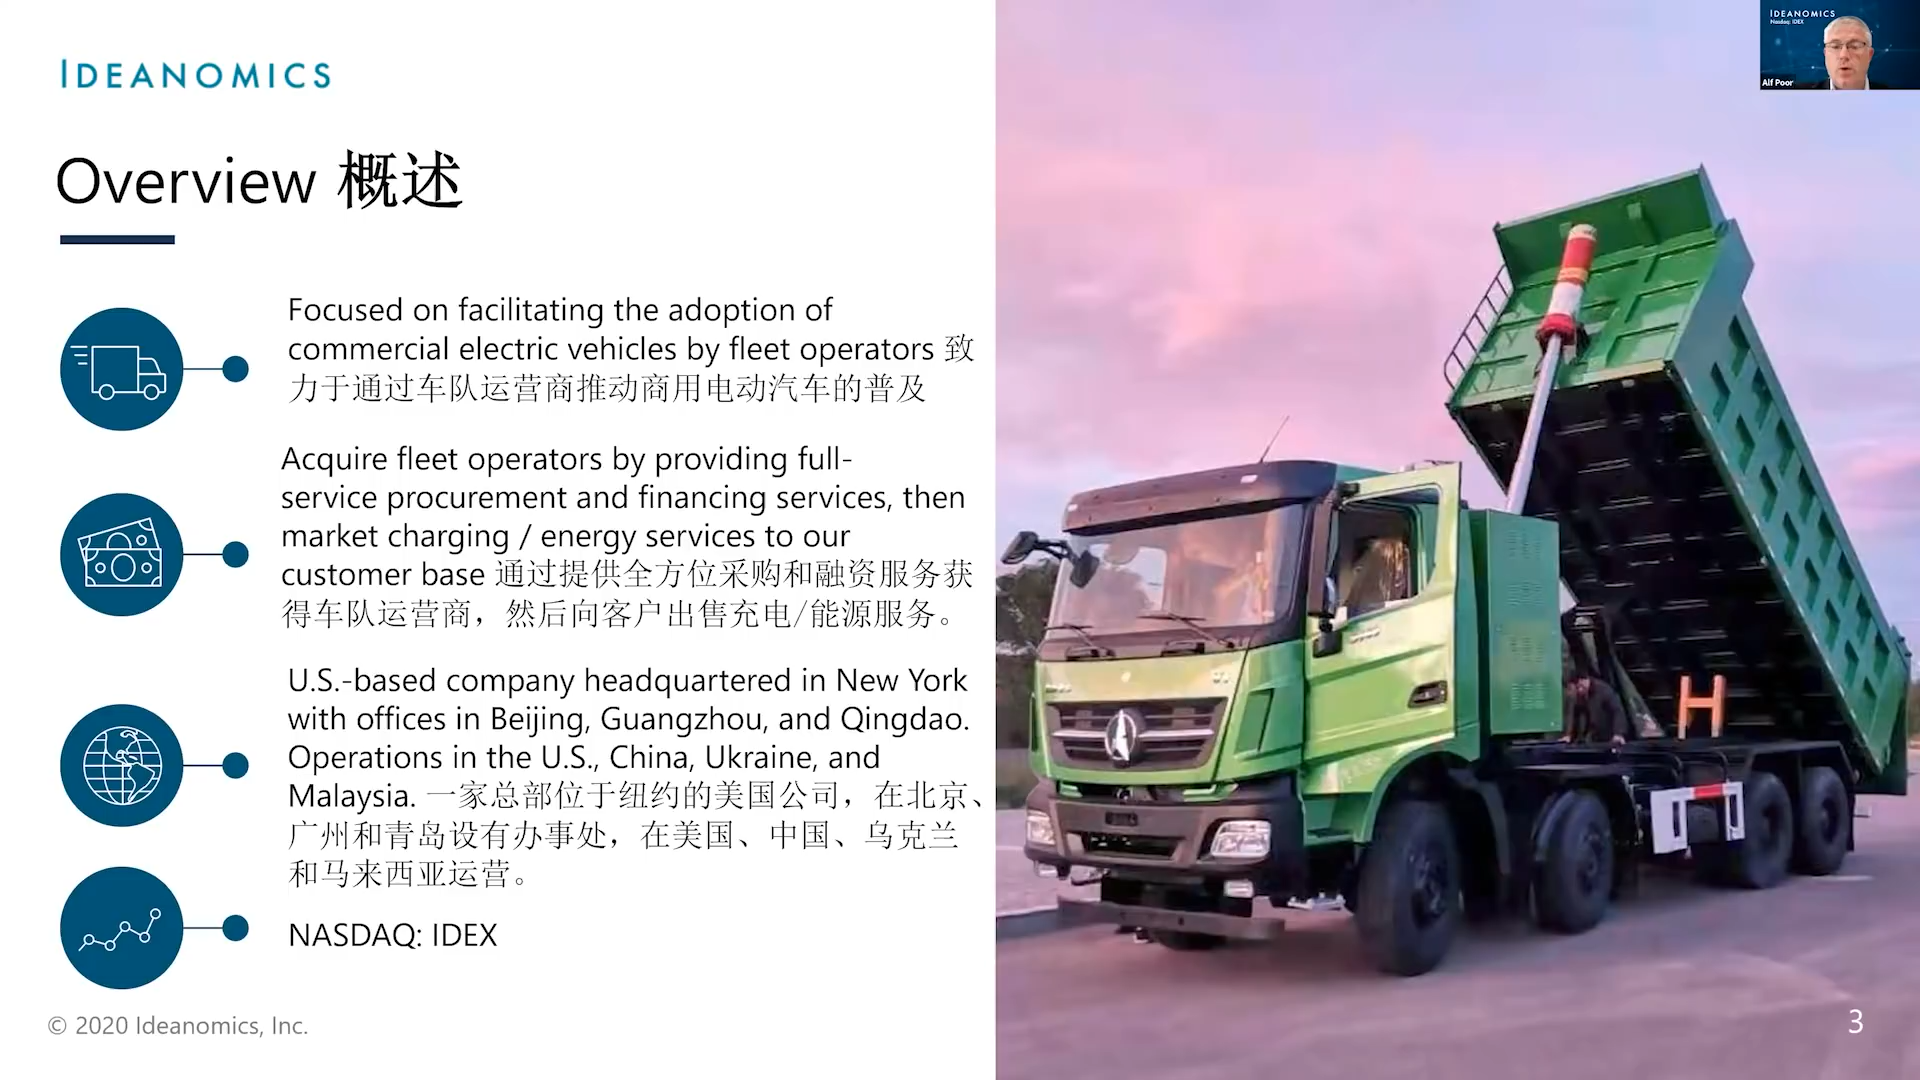 IDEANOMICS
Overview 概述
Focused on facilitating the adoption of
commercial electric vehicles by fleet operators 致
力于通过车队运营商推动商用电动汽车的普及
Acquire fleet operators by providing full-
service procurement and financing services, then
market charging / energy services to our
customer base 通过提供全方位采购和融资服务获
得车队运营商，然后向客户出售充电/能源服务。
U.S.-based company headquartered in New York
with offices in Beijing, Guangzhou, and Qingdao.
Operations in the U.S., China, Ukraine, and
Malaysia. 一家总部位于纽约的美国公司，在北京、
广州和青岛设有办事处，在美国、中国、乌克兰
和马来西亚运营。
NASDAQ: IDEX
© 2020 Ideanomics, Inc.
IDEANOMICS
Nasdaq: IDEX
Alf Poor
3